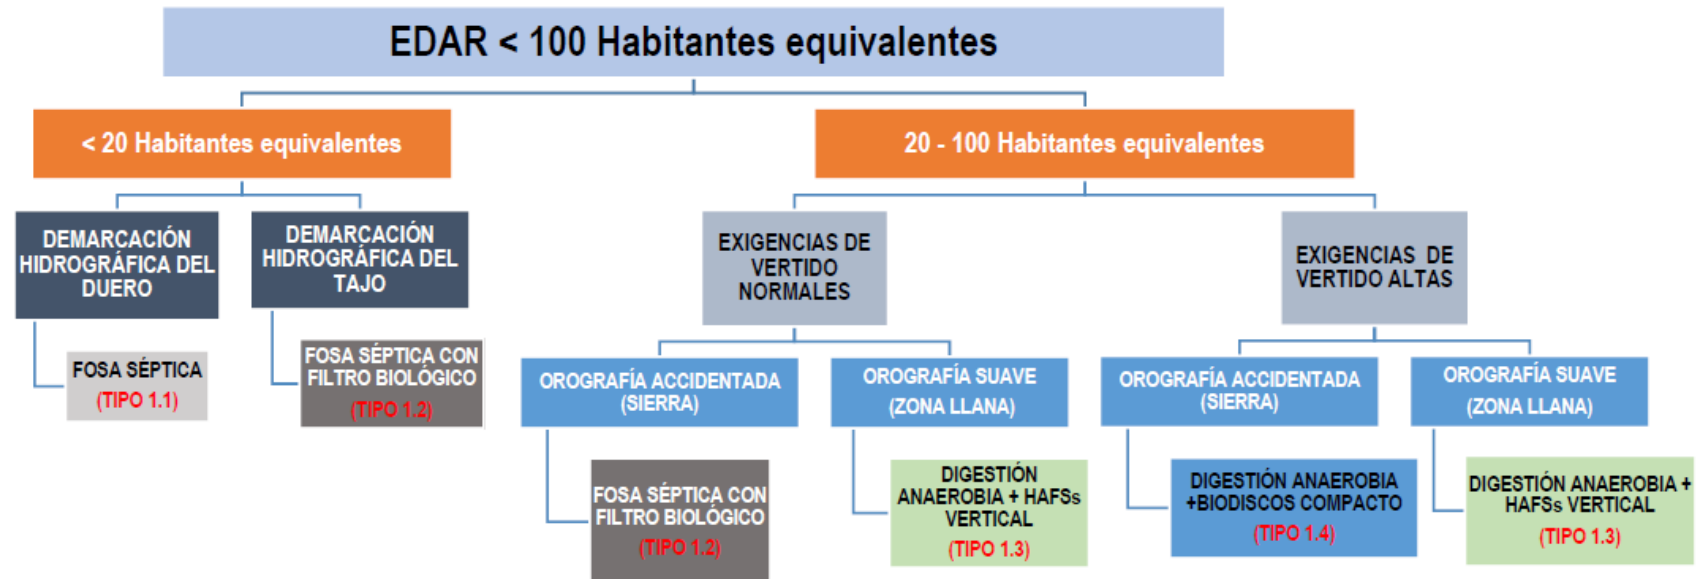 EDAR < 100 Habitantes equivalentes
< 20 Habitantes equivalentes
20 - 100 Habitantes equivalentes
DEMARCACIÓN
HIDROGRÁFICA DEL
DUERO
DEMARCACIÓN
HIDROGRÁFICA DEL
TAJO
EXIGENCIAS DE
VERTIDO
NORMALES
EXIGENCIAS DE
VERTIDO ALTAS
FOSA SÉPTICA
(TIPO 1.1)
FOSA SÉPTICA CON
FILTRO BIOLÓGICO
(TIPO 1.2)
OROGRAFÍA ACCIDENTADA
(SIERRA)
OROGRAFÍA SUAVE
(ZONA LLANA)
OROGRAFÍA ACCIDENTADA
(SIERRA)
OROGRAFÍA SUAVE
(ZONA LLANA)
FOSA SÉPTICA CON
FILTRO BIOLÓGICO
(TIPO 1.2)
DIGESTIÓN
ANAEROBIA + HAFSs
VERTICAL
(TIPO 1.3)
DIGESTIÓN ANAEROBIA
+BIODISCOS COMPACTO
(TIPO 1.4)
DIGESTIÓN ANAEROBIA +
HAFSs VERTICAL
(TIPO 1.3)